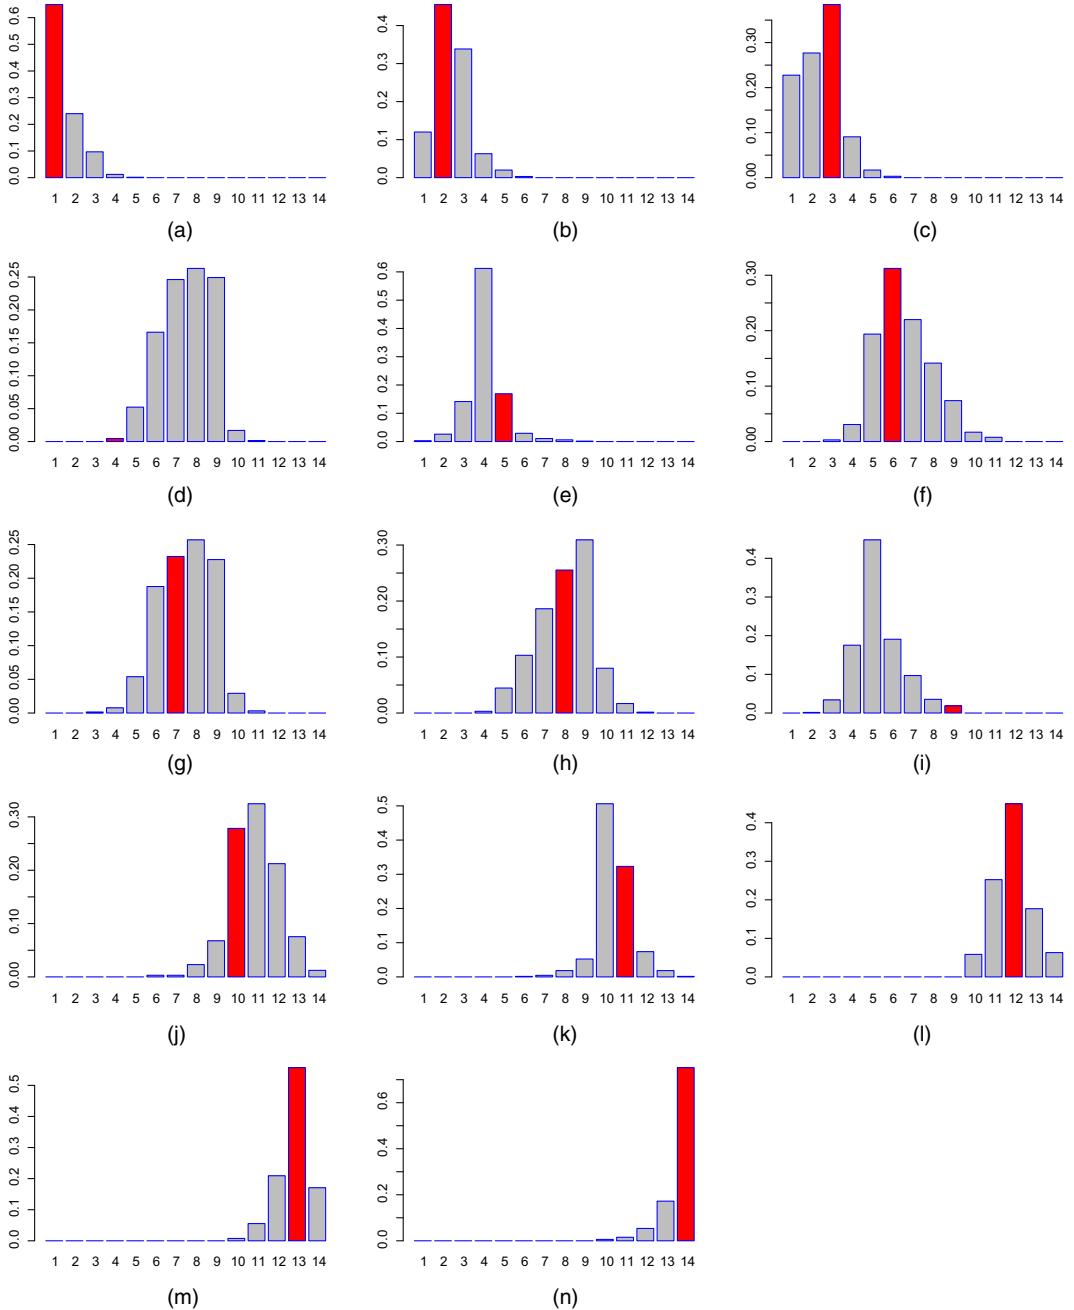 0.0 0.1 0.2 0.3 0.4 0.5 0.6
1 2 3 4 5 6 7 8 9 10 11 12 13 14
(a)
0.0 0.1 0.2 0.3 0.4
1 2 3 4 5 6 7 8 9 10 11 12 13 14
(b)
0.00 0.10 0.20 0.30
1 2 3 4 5 6 7 8 9 10 11 12 13 14
(c)
0.00 0.05 0.10 0.15 0.20 0.25
1 2 3 4 5 6 7 8 9 10 11 12 13 14
(d)
0.0 0.1 0.2 0.3 0.4 0.5 0.6
1 2 3 4 5 6 7 8 9 10 11 12 13 14
(e)
0.00 0.10 0.20 0.30
1 2 3 4 5 6 7 8 9 10 11 12 13 14
(f)
0.00 0.05 0.10 0.15 0.20 0.25
1 2 3 4 5 6 7 8 9 10 11 12 13 14
(g)
0.00 0.10 0.20 0.30
1 2 3 4 5 6 7 8 9 10 11 12 13 14
(h)
0.0 0.1 0.2 0.3 0.4
1 2 3 4 5 6 7 8 9 10 11 12 13 14
(i)
0.00 0.10 0.20 0.30
1 2 3 4 5 6 7 8 9 10 11 12 13 14
(j)
0.0 0.1 0.2 0.3 0.4 0.5
1 2 3 4 5 6 7 8 9 10 11 12 13 14
(k)
0.0 0.1 0.2 0.3 0.4
1 2 3 4 5 6 7 8 9 10 11 12 13 14
(l)
0.0 0.1 0.2 0.3 0.4 0.5
1 2 3 4 5 6 7 8 9 10 11 12 13 14
(m)
0.0 0.2 0.4 0.6
1 2 3 4 5 6 7 8 9 10 11 12 13 14
(n)